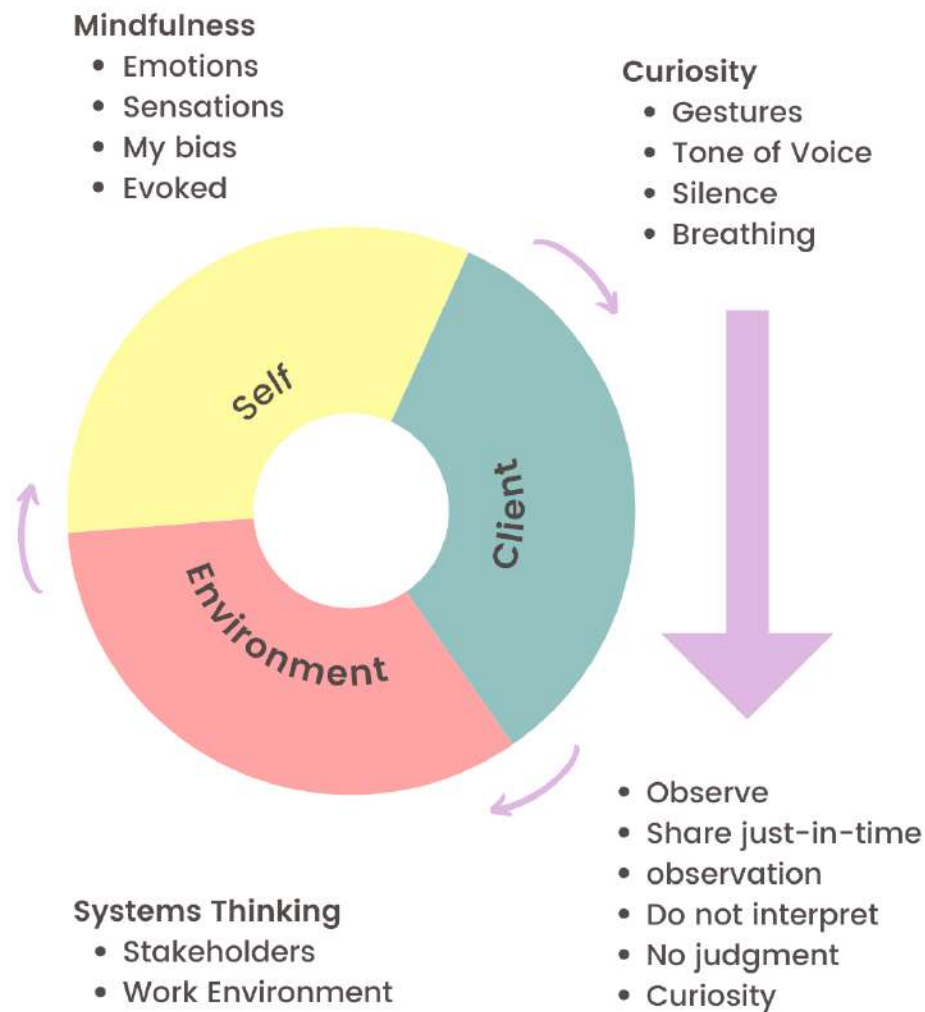 Mindfulness
• Emotions
• Sensations
• My bias
• Evoked
Curiosity
• Gestures
• Tone of Voice
• Silence
• Breathing
Self
Client
Environment
Systems Thinking
• Stakeholders
• Work Environment
• Observe
• Share just-in-time
• observation
• Do not interpret
• No judgment
• Curiosity